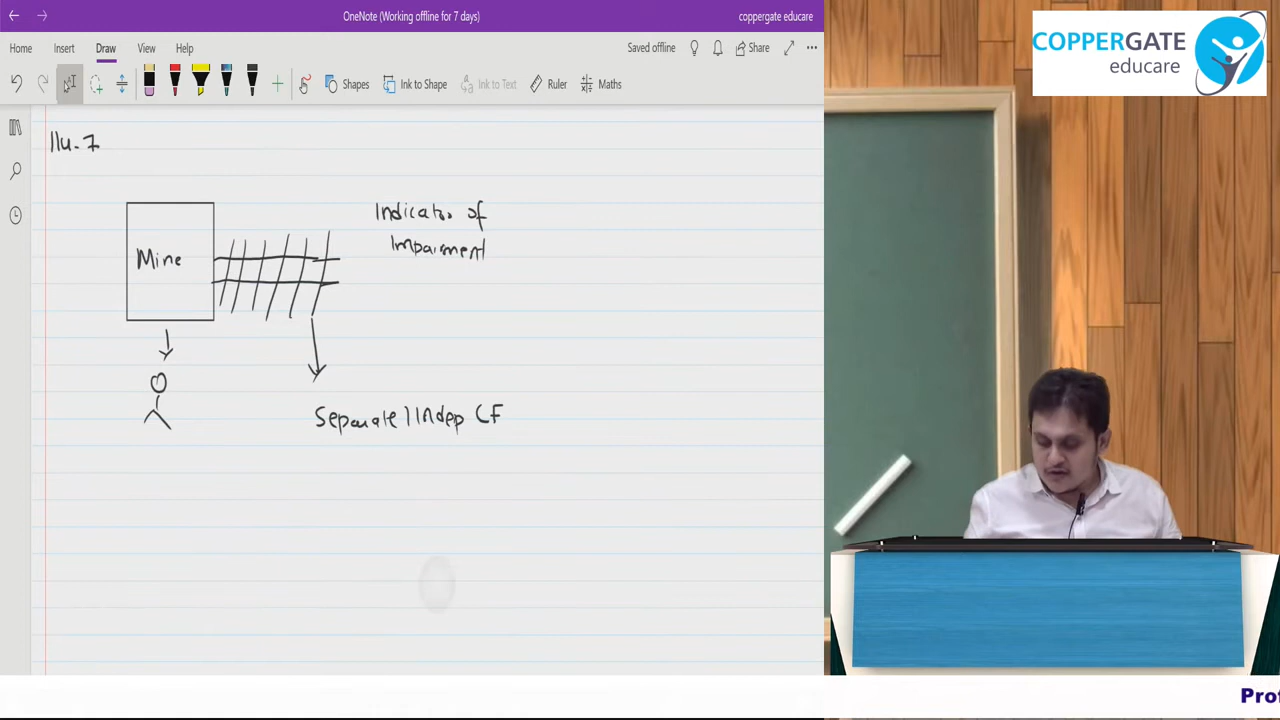 OneNote (Working offline for 7 days)
coppergate educare
Home Insert Draw View Help
Saved offline
Share
Shapes
Ink to Shape
Ink to Text
Ruler
Maths
COPPERGATE
educare
Illu.7
Mine
Indicator of
Impairment
Separate / Indep CF
Prof